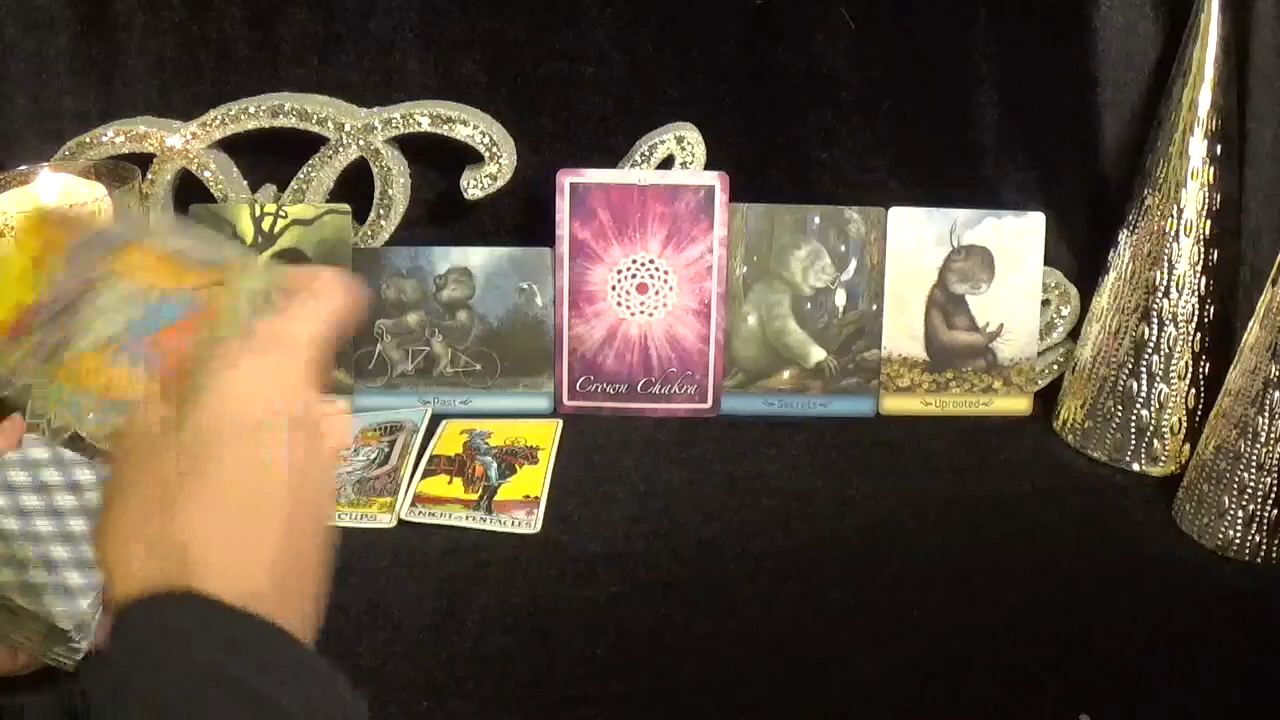 Crown Chakra
Past
Secrets
Uprooted
CUPS.
KNIGHT of PENTACLES.